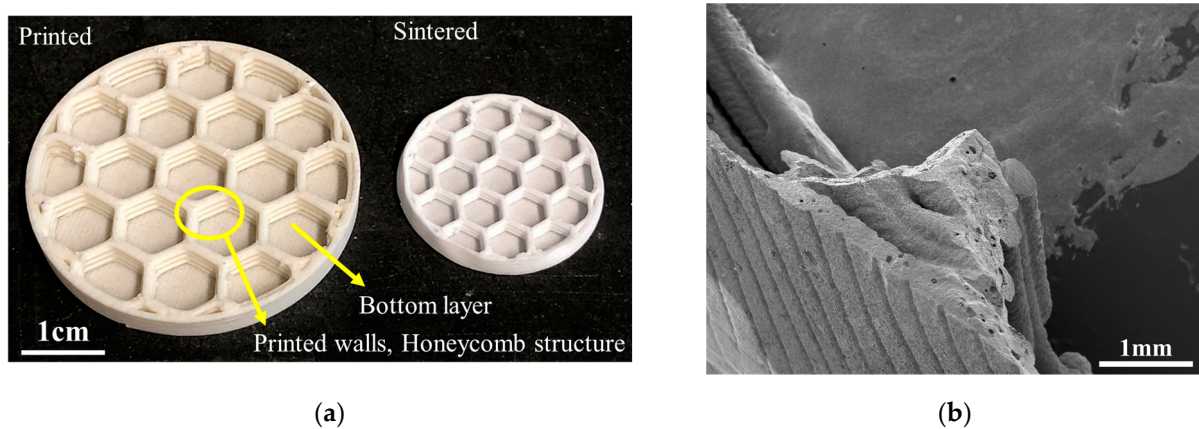 Printed
Sintered
Bottom layer
Printed walls, Honeycomb structure
1cm
1mm
(a)
(b)